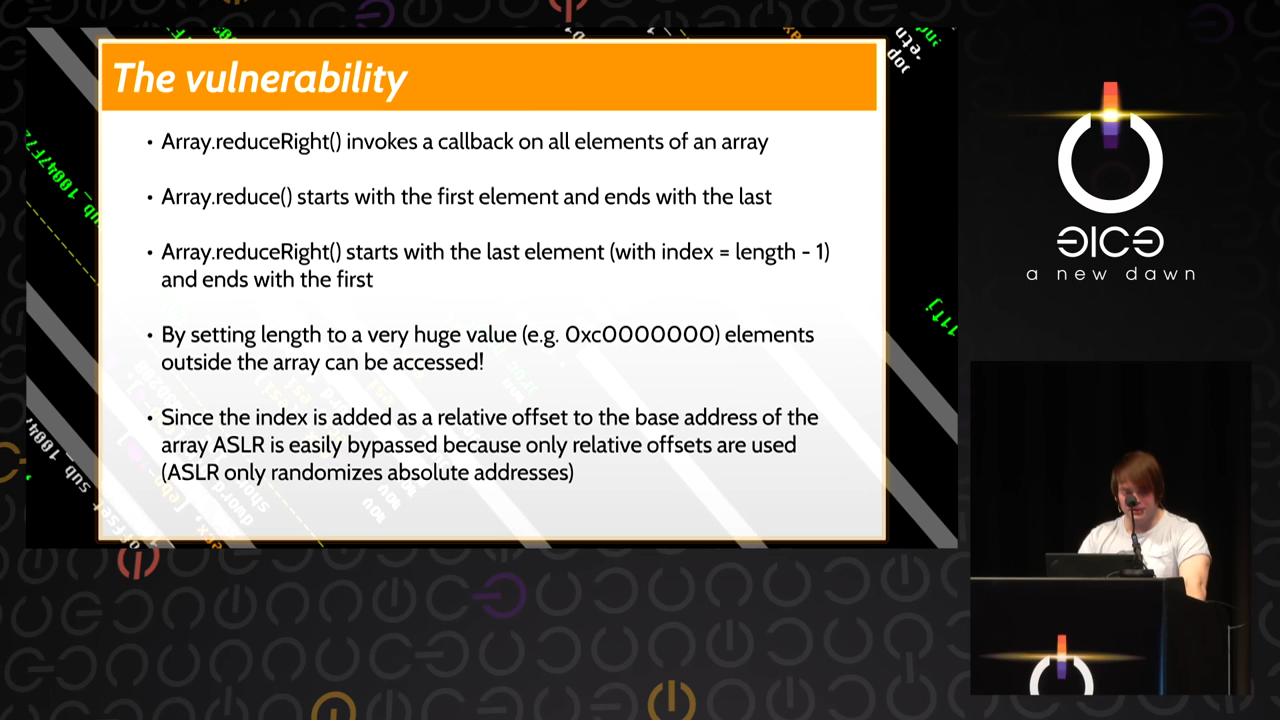 The vulnerability
• Array.reduceRight() invokes a callback on all elements of an array
• Array.reduce() starts with the first element and ends with the last
• Array.reduceRight() starts with the last element (with index = length - 1)
and ends with the first
• By setting length to a very huge value (e.g. 0xc0000000) elements
outside the array can be accessed!
• Since the index is added as a relative offset to the base address of the
array ASLR is easily bypassed because only relative offsets are used
(ASLR only randomizes absolute addresses)
a new dawn